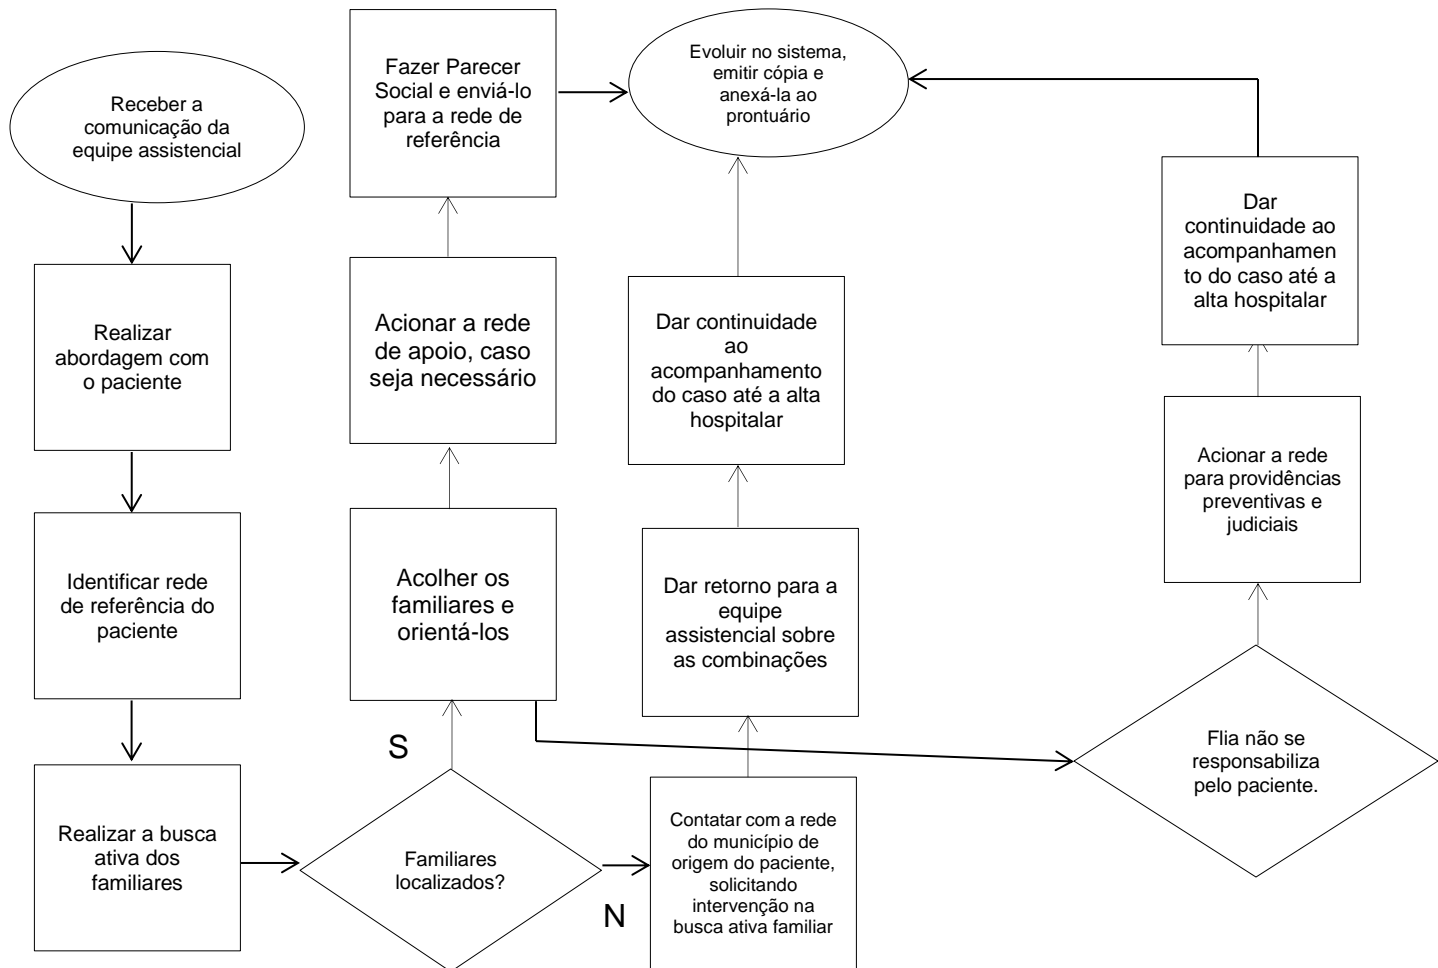 Receber a
comunicação da
equipe assistencial
Realizar
abordagem com
o paciente
Identificar rede
de referência do
paciente
Realizar a busca
ativa dos
familiares
Familiares
localizados?
S
N
Acolher os
familiares e
orientá-los
Acionar a rede
de apoio, caso
seja necessário
Fazer Parecer
Social e enviá-lo
para a rede de
referência
Evoluir no sistema,
emitir cópia e
anexá-la ao
prontuário
Contatar com a rede
do município de
origem do paciente,
solicitando
intervenção na
busca ativa familiar
Dar retorno para a
equipe
assistencial sobre
as combinações
Dar continuidade
ao
acompanhamento
do caso até a alta
hospitalar
Flia não se
responsabiliza
pelo paciente.
Acionar a rede
para providências
preventivas e
judiciais
Dar
continuidade ao
acompanhamen
to do caso até a
alta hospitalar